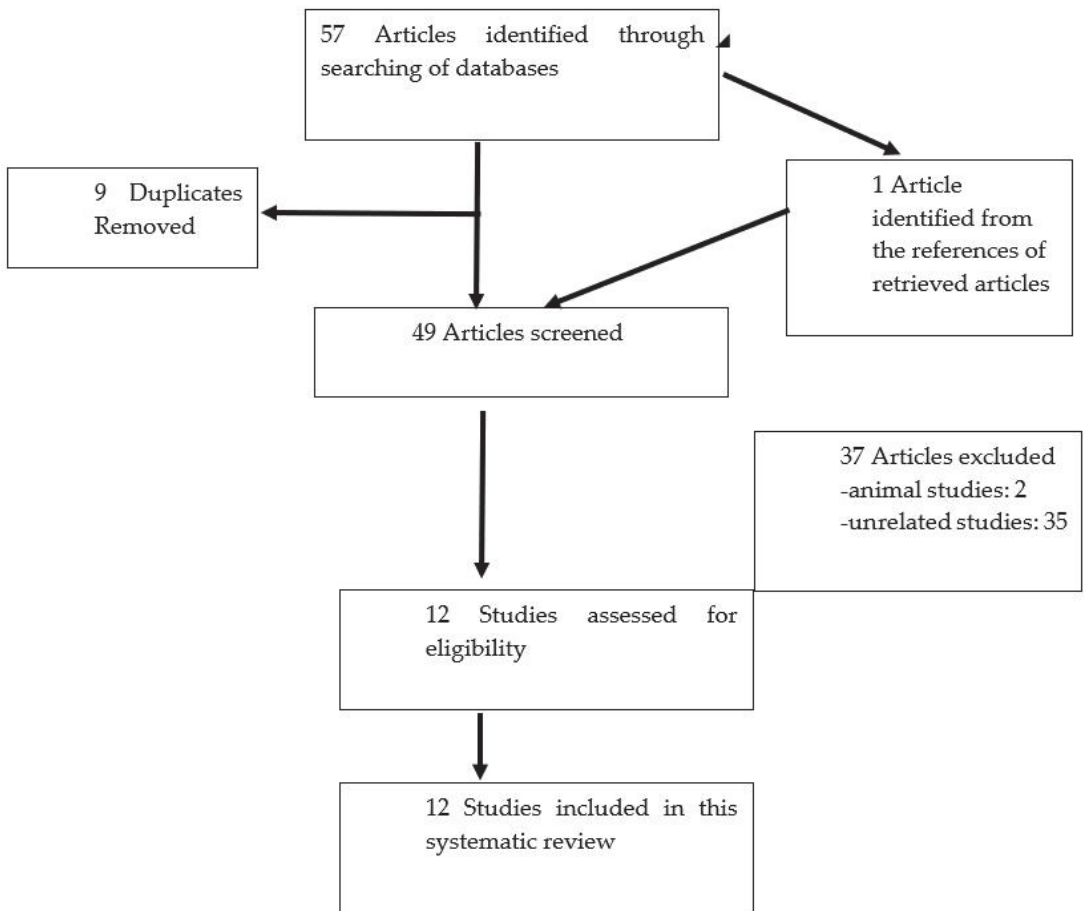 57 Articles identified through
searching of databases
9 Duplicates
Removed
1 Article
identified from
the references of
retrieved articles
49 Articles screened
37 Articles excluded
-animal studies: 2
-unrelated studies: 35
12 Studies assessed for
eligibility
12 Studies included in this
systematic review